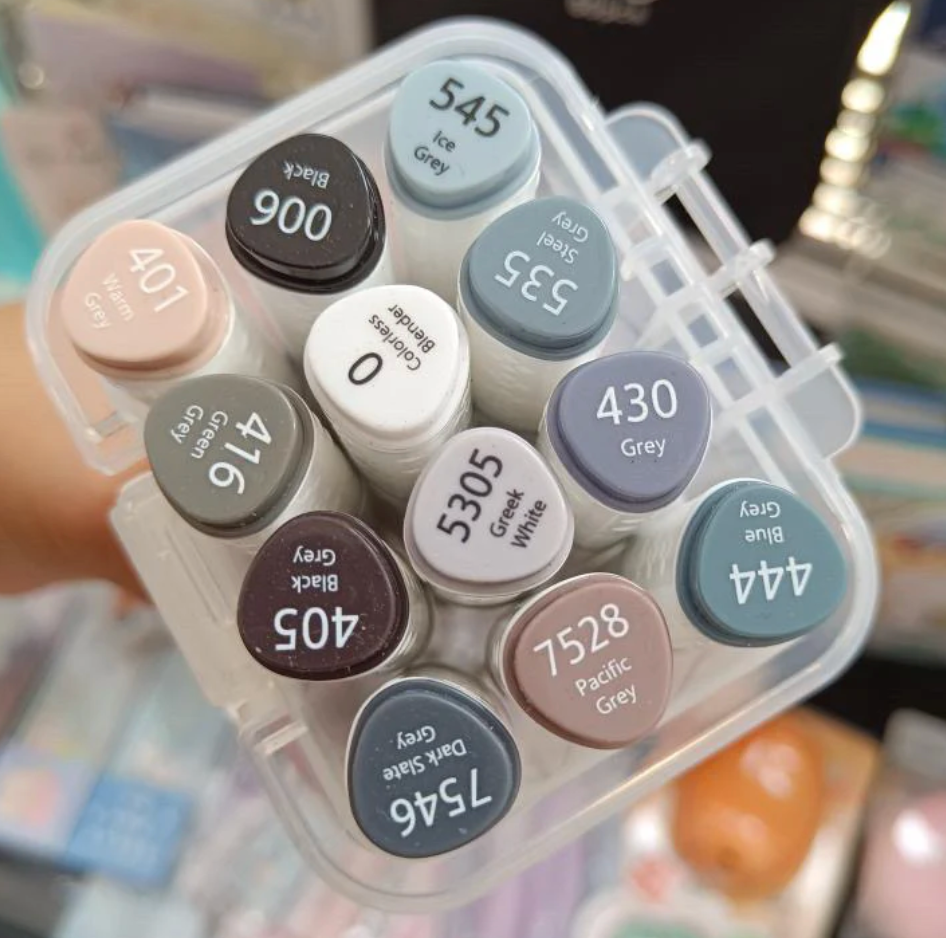 545
Ice
Grey
006
Black
401
Warm
Grey
535
Steel
Grey
0
Colorless
Blender
430
Grey
416
Green
Grey
5305
Greek
White
444
Blue
Grey
405
Black
Grey
7528
Pacific
Grey
7546
Dark Slate
Grey